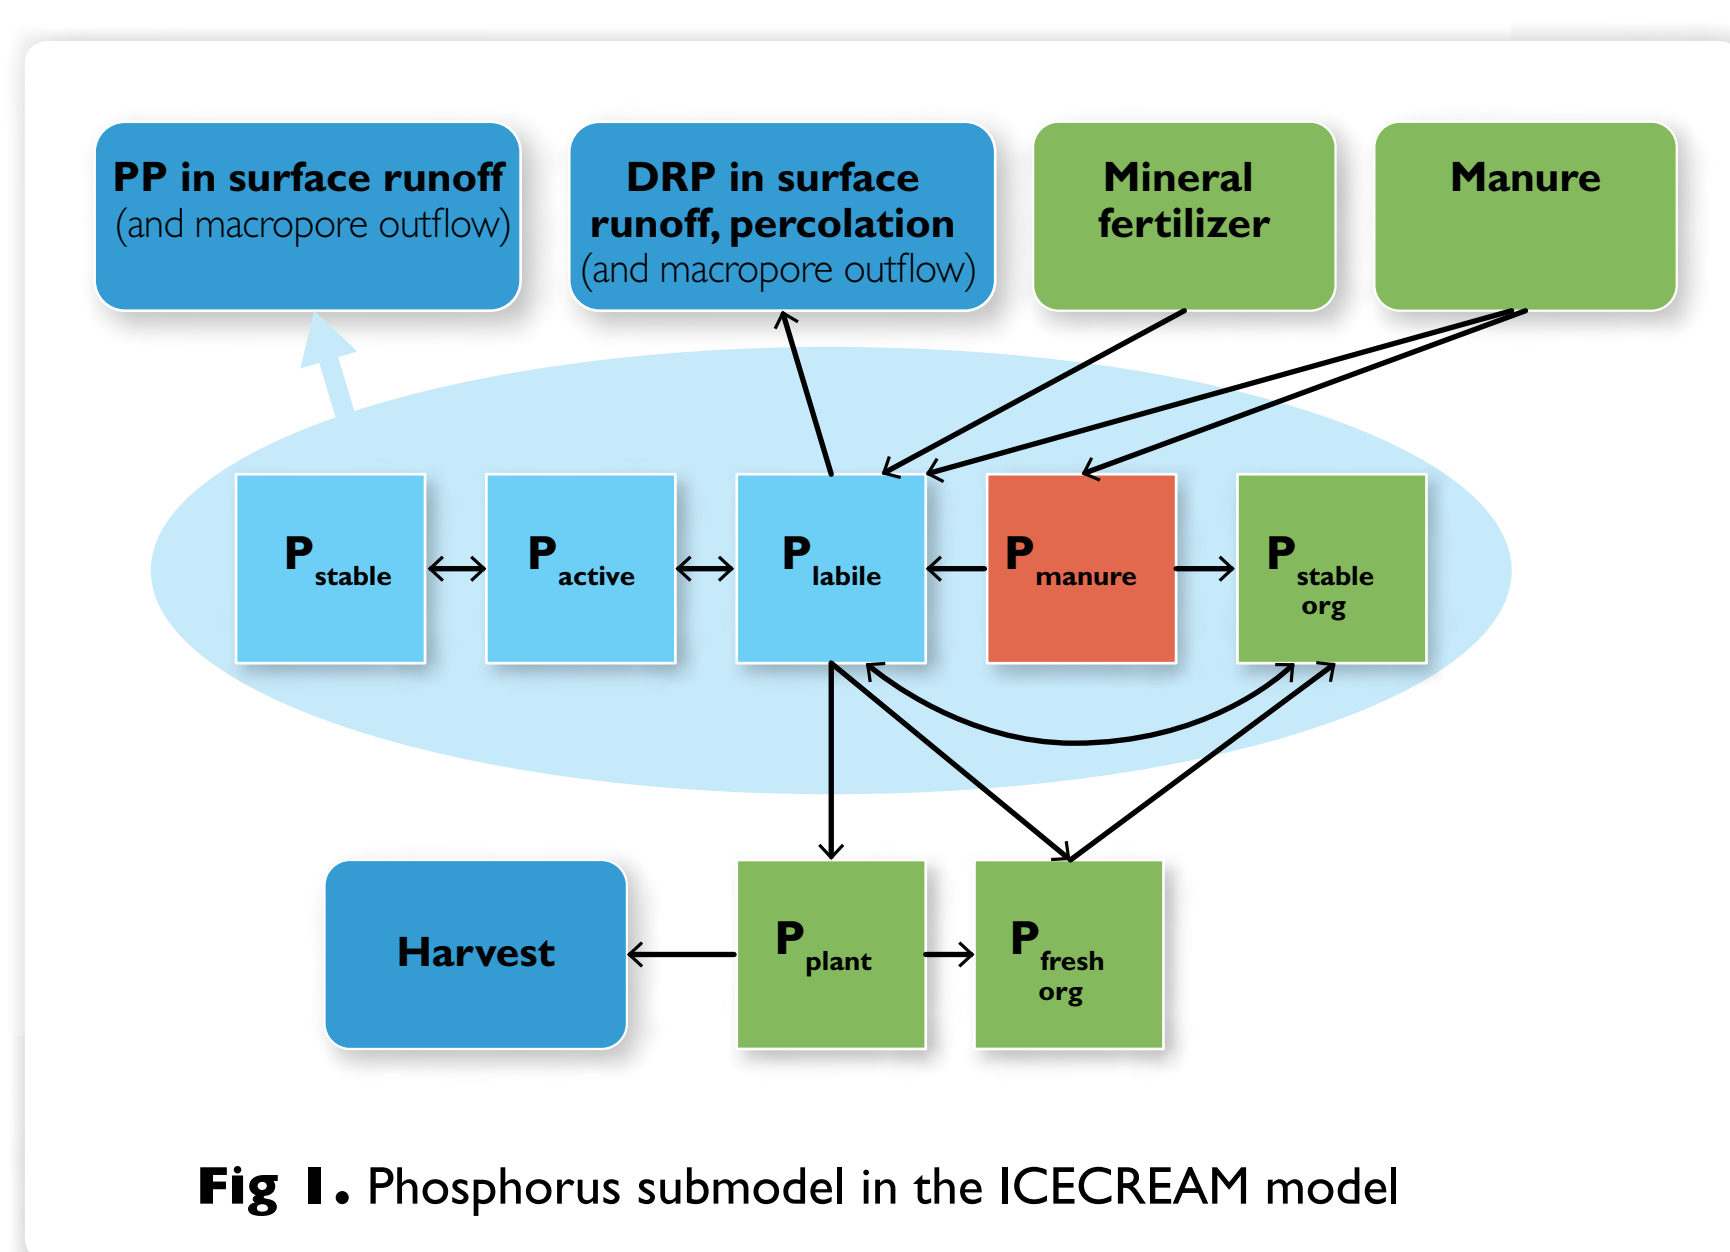 PP in surface runoff
(and macropore outflow)
DRP in surface
runoff, percolation
(and macropore outflow)
Mineral
fertilizer
Manure
P stable
P active
P labile
P manure
P stable
org
Harvest
P plant
P fresh
org
Fig 1. Phosphorus submodel in the ICECREAM model